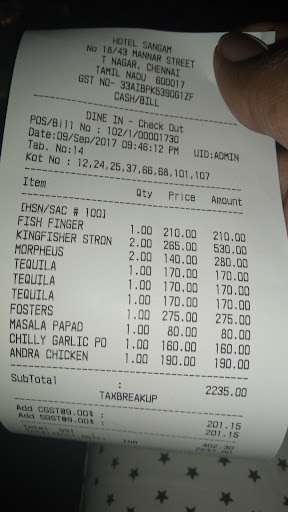 HOTEL SANGAM
No 18/43 MANNAR STREET
T NAGAR, CHENNAI
TAMIL NADU 600017
GST NO- 33AIBPK5390G1ZF
CASH/BILL
DINE IN - Check Out
POS/Bill No : 102/1/00001730
Date:09/Sep/2017 09:46:12 PM UID:ADMIN
Tab. No:14
Kot No : 12,24,25,37,66,68,101,107
Item Qty Price Amount
[HSN/SAC # 100]
FISH FINGER 1.00 210.00 210.00
KINGFISHER STRON 2.00 265.00 530.00
MORPHEUS 2.00 140.00 280.00
TEQUILA 1.00 170.00 170.00
TEQUILA 1.00 170.00 170.00
TEQUILA 1.00 170.00 170.00
FOSTERS 1.00 275.00 275.00
MASALA PAPAD 1.00 80.00 80.00
CHILLY GARLIC PO 1.00 160.00 160.00
ANDRA CHICKEN 1.00 190.00 190.00
SubTotal : 2235.00
TAXBREAKUP
Add CGST@9.00% : 201.15
Add SGST@9.00% : 201.15
Total GST 402.30